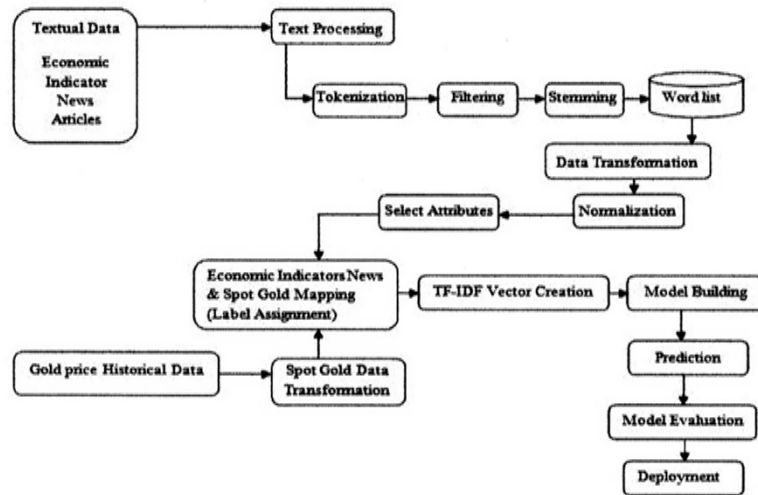 Textual Data
Economic
Indicator
News
Articles
Text Processing
Tokenization
Filtering
Stemming
Word list
Data Transformation
Normalization
Select Attributes
Economic Indicators News
& Spot Gold Mapping
(Label Assignment)
TF-IDF Vector Creation
Model Building
Gold price Historical Data
Spot Gold Data
Transformation
Prediction
Model Evaluation
Deployment